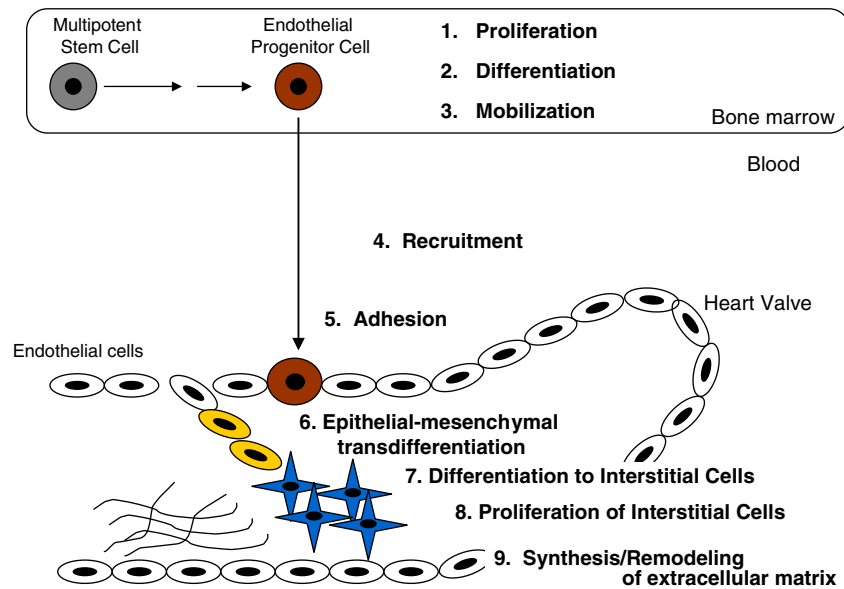 Multipotent
Stem Cell
Endothelial
Progenitor Cell
1. Proliferation
2. Differentiation
3. Mobilization
Bone marrow
Blood
4. Recruitment
5. Adhesion
Heart Valve
Endothelial cells
6. Epithelial-mesenchymal
transdifferentiation
7. Differentiation to Interstitial Cells
8. Proliferation of Interstitial Cells
9. Synthesis/Remodeling
of extracellular matrix